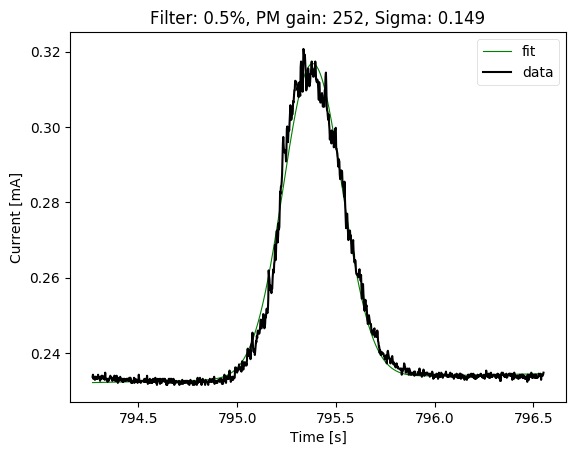 Filter: 0.5%, PM gain: 252, Sigma: 0.149
fit
data
0.32
0.30
0.28
0.26
0.24
Current [mA]
794.5
795.0
795.5
796.0
796.5
Time [s]